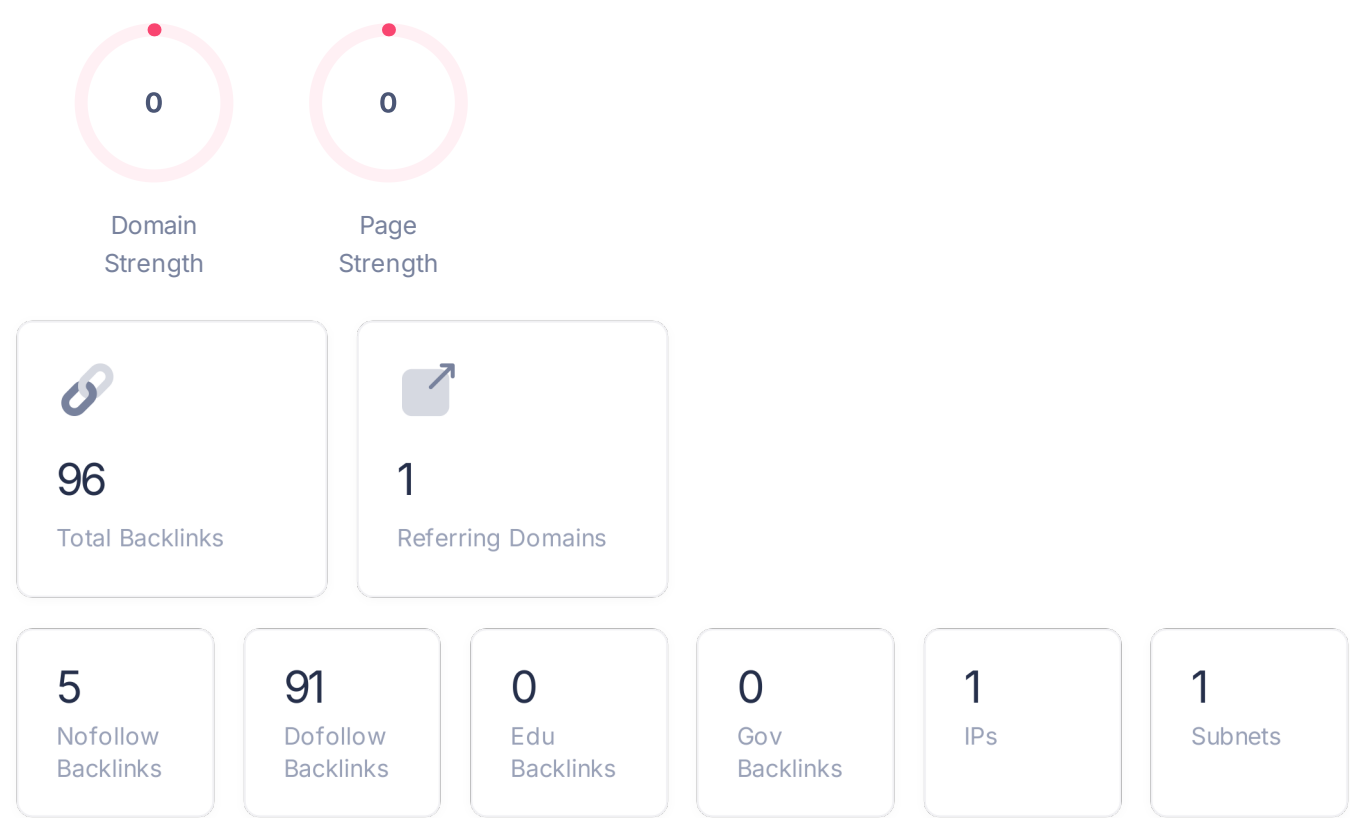 0
0
Domain
Strength
Page
Strength
96
Total Backlinks
1
Referring Domains
5
Nofollow
Backlinks
91
Dofollow
Backlinks
0
Edu
Backlinks
0
Gov
Backlinks
1
IPs
1
Subnets